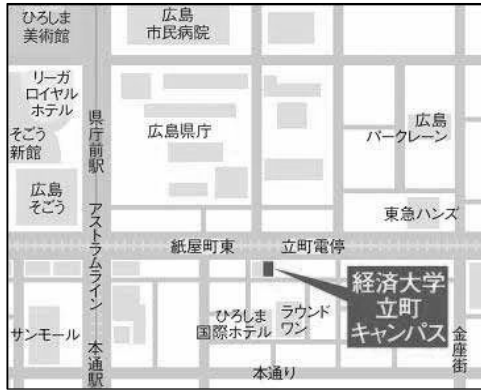 ひろしま
美術館
広島
市民病院
リーガ
ロイヤル
ホテル
県庁前駅
そごう
新館
広島県庁
広島
パークレーン
広島
そごう
アストラムライン
東急ハンズ
紙屋町東
立町電停
経済大学
立町
キャンパス
ひろしま
国際ホテル
ラウンド
ワン
サンモール
本通駅
本通り
金座街